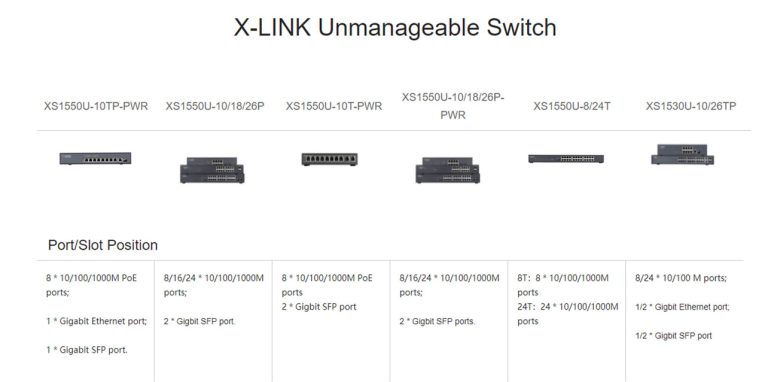 X-LINK Unmanageable Switch
XS1550U-10TP-PWR
XS1550U-10/18/26P
XS1550U-10T-PWR
XS1550U-10/18/26P-
PWR
XS1550U-8/24T
XS1530U-10/26TP
Port/Slot Position
8 * 10/100/1000M PoE
ports;
1 * Gigabit Ethernet port;
1 * Gigabit SFP port.
8/16/24 * 10/100/1000M
ports;
2 * Gigbit SFP port.
8 * 10/100/1000M PoE
ports
2 * Gigbit SFP port
8/16/24 * 10/100/1000M
ports;
2 * Gigbit SFP ports.
8T: 8 * 10/100/1000M
ports
24T: 24 * 10/100/1000M
ports
8/24 * 10/100 M ports;
1/2 * Gigbit Ethernet port;
1/2 * Gigbit SFP port